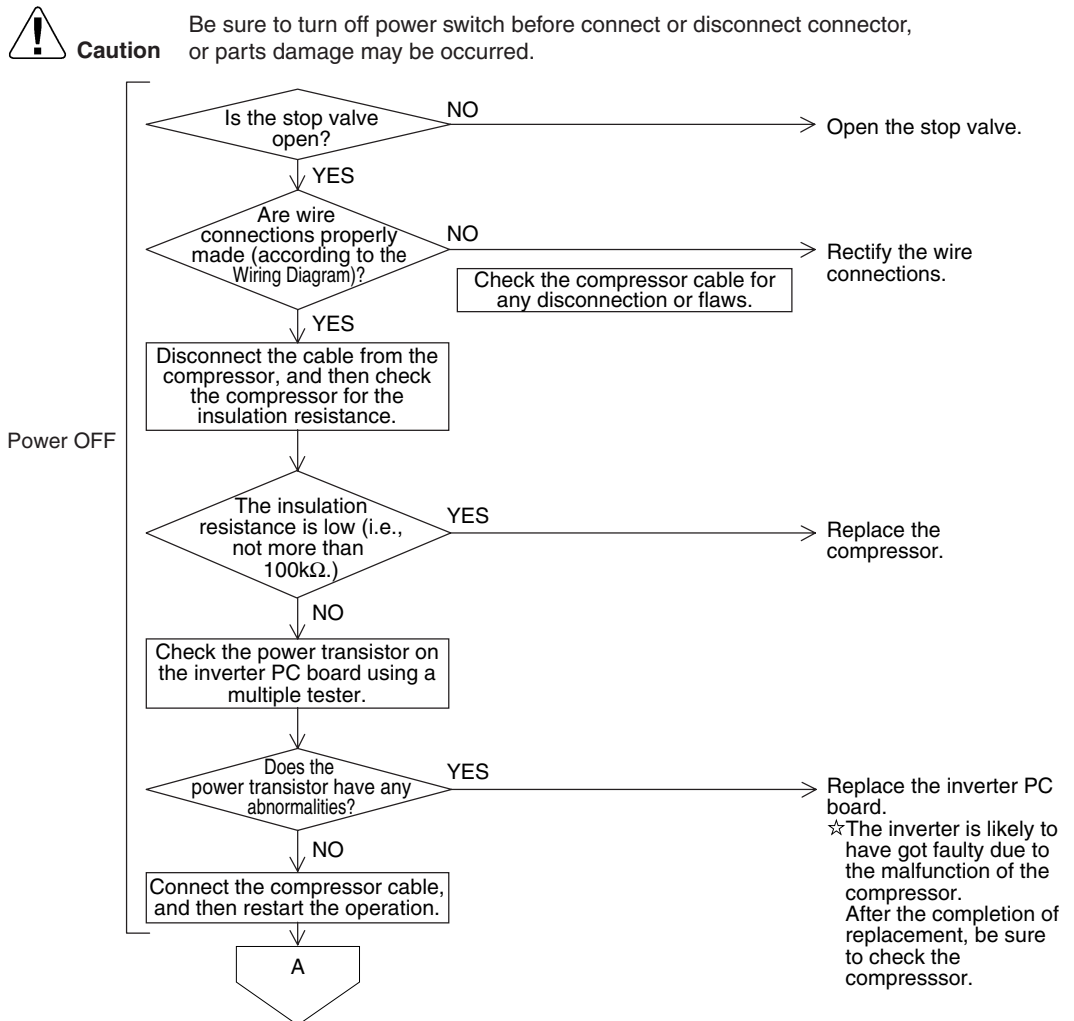 Be sure to turn off power switch before connect or disconnect connector,
Caution or parts damage may be occurred.
Is the stop valve
open?
NO
Open the stop valve.
YES
Are wire
connections properly
made (according to the
Wiring Diagram)?
NO
Rectify the wire
connections.
Check the compressor cable for
any disconnection or flaws.
YES
Disconnect the cable from the
compressor, and then check
the compressor for the
insulation resistance.
Power OFF
The insulation
resistance is low (i.e.,
not more than
100kΩ.)
YES
Replace the
compressor.
NO
Check the power transistor on
the inverter PC board using a
multiple tester.
Does the
power transistor have any
abnormalities?
YES
Replace the inverter PC
board.
☆The inverter is likely to
have got faulty due to
the malfunction of the
compressor.
After the completion of
replacement, be sure
to check the
compresssor.
NO
Connect the compressor cable,
and then restart the operation.
A